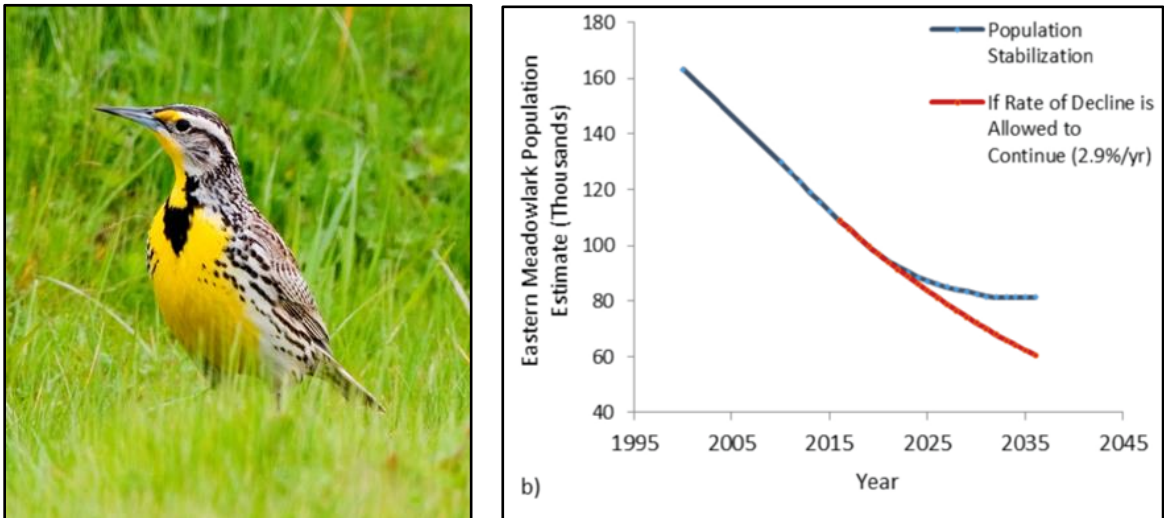 180
160
140
120
100
80
60
40
Eastern Meadowlark Population
Estimate (Thousands)
Population
Stabilization
If Rate of Decline is
Allowed to
Continue (2.9%/yr)
1995 2005 2015 2025 2035 2045
Year
b)